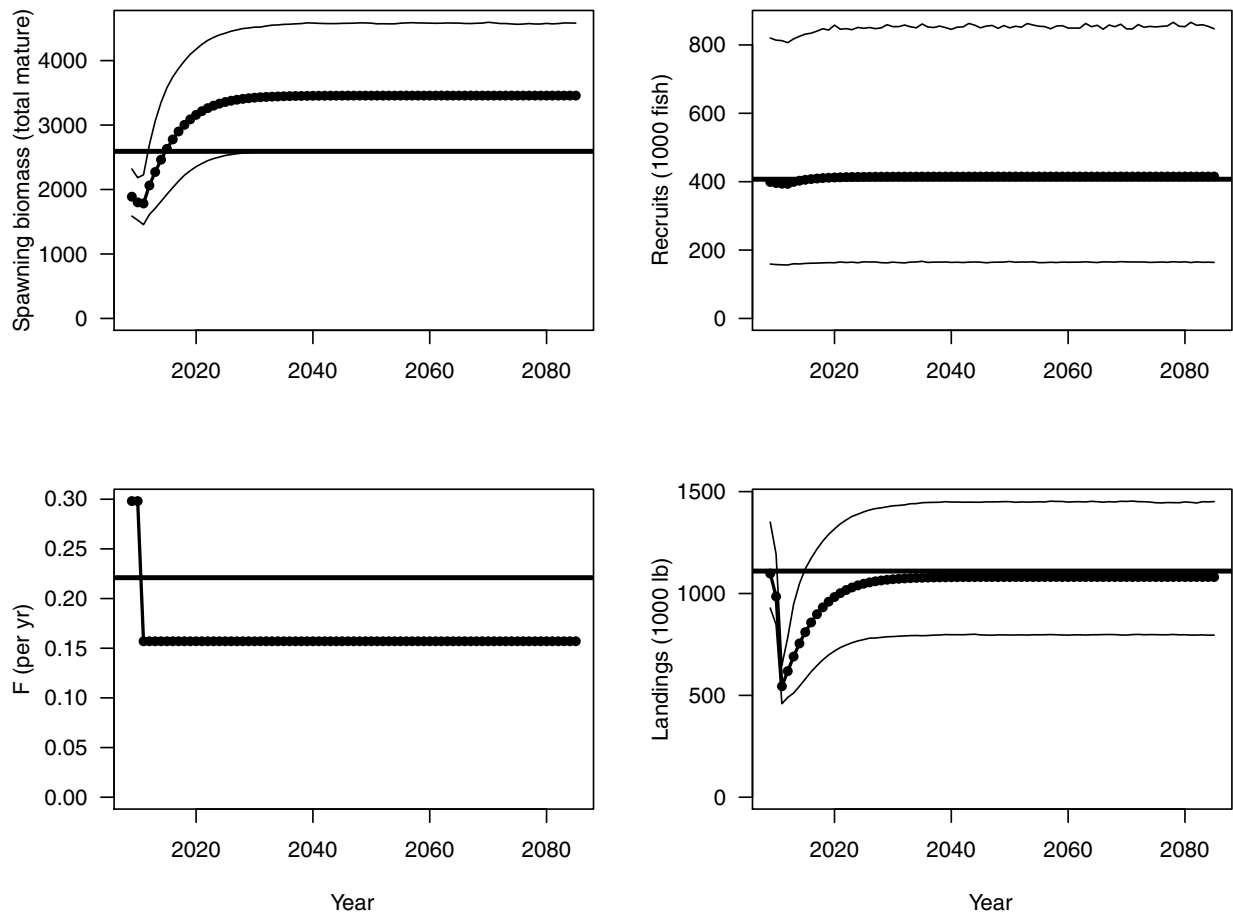 Spawning biomass (total mature)
4000
3000
2000
1000
0
2020 2040 2060 2080
Recruits (1000 fish)
800
600
400
200
0
2020 2040 2060 2080
F (per yr)
0.30
0.25
0.20
0.15
0.10
0.05
0.00
2020 2040 2060 2080
Year
Landings (1000 lb)
1500
1000
500
0
2020 2040 2060 2080
Year